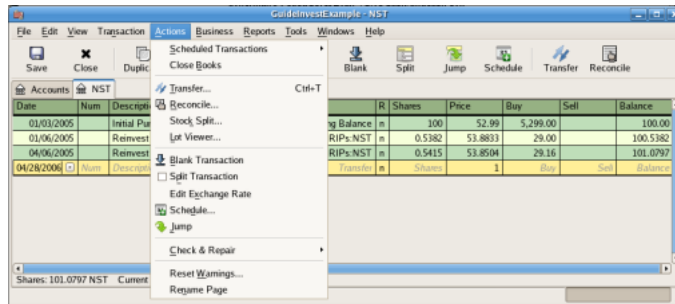 GuideInvestExample - NST
File Edit View Transaction Actions Business Reports Tools Windows Help
Save Close Duplic Blank Split Jump Schedule Transfer Reconcile
Accounts NST
Date Num Descripti R Shares Price Buy Sell Balance
01/03/2005 Initial Pur ng Balance n 100 52.99 5,299.00 100.00
01/06/2005 Reinvest RIPs:NST n 0.5382 53.8833 29.00 100.5382
04/06/2005 Reinvest RIPs:NST n 0.5415 53.8504 29.16 101.0797
04/28/2006 Num Descripti Transfer n Shares 1 Buy Sell Balance
Scheduled Transactions
Close Books
Transfer... Ctrl+T
Reconcile...
Stock Split...
Lot Viewer...
Blank Transaction
Split Transaction
Edit Exchange Rate
Schedule...
Jump
Check & Repair
Reset Warnings...
Rename Page
Shares: 101.0797 NST Current